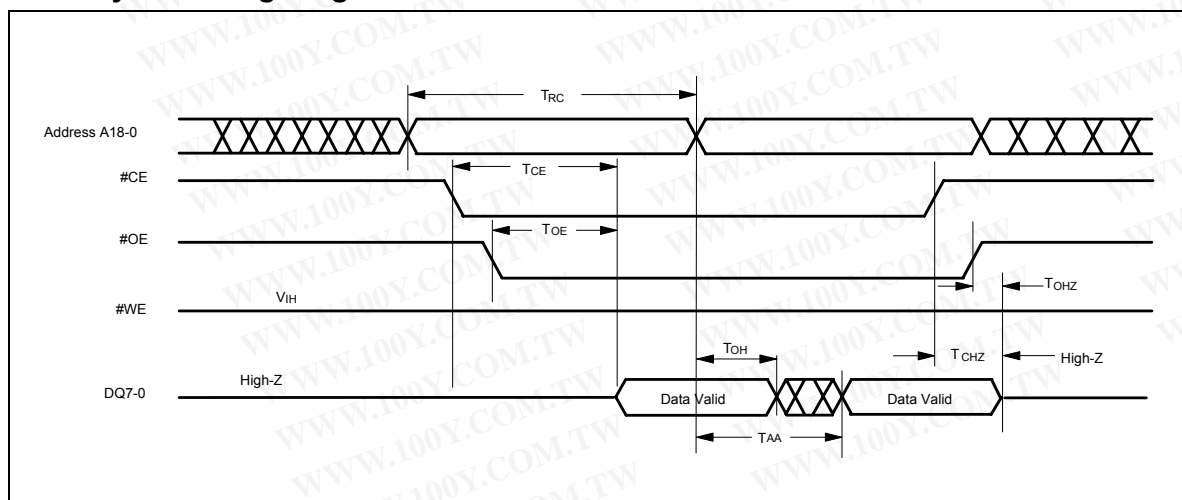 TRC
Address A18-0
TCE
#CE
TOE
#OE
TOHZ
VIH
#WE
TOH
TCHZ
High-Z
High-Z
DQ7-0
Data Valid
Data Valid
TAA
WWW.100Y.COM.TW